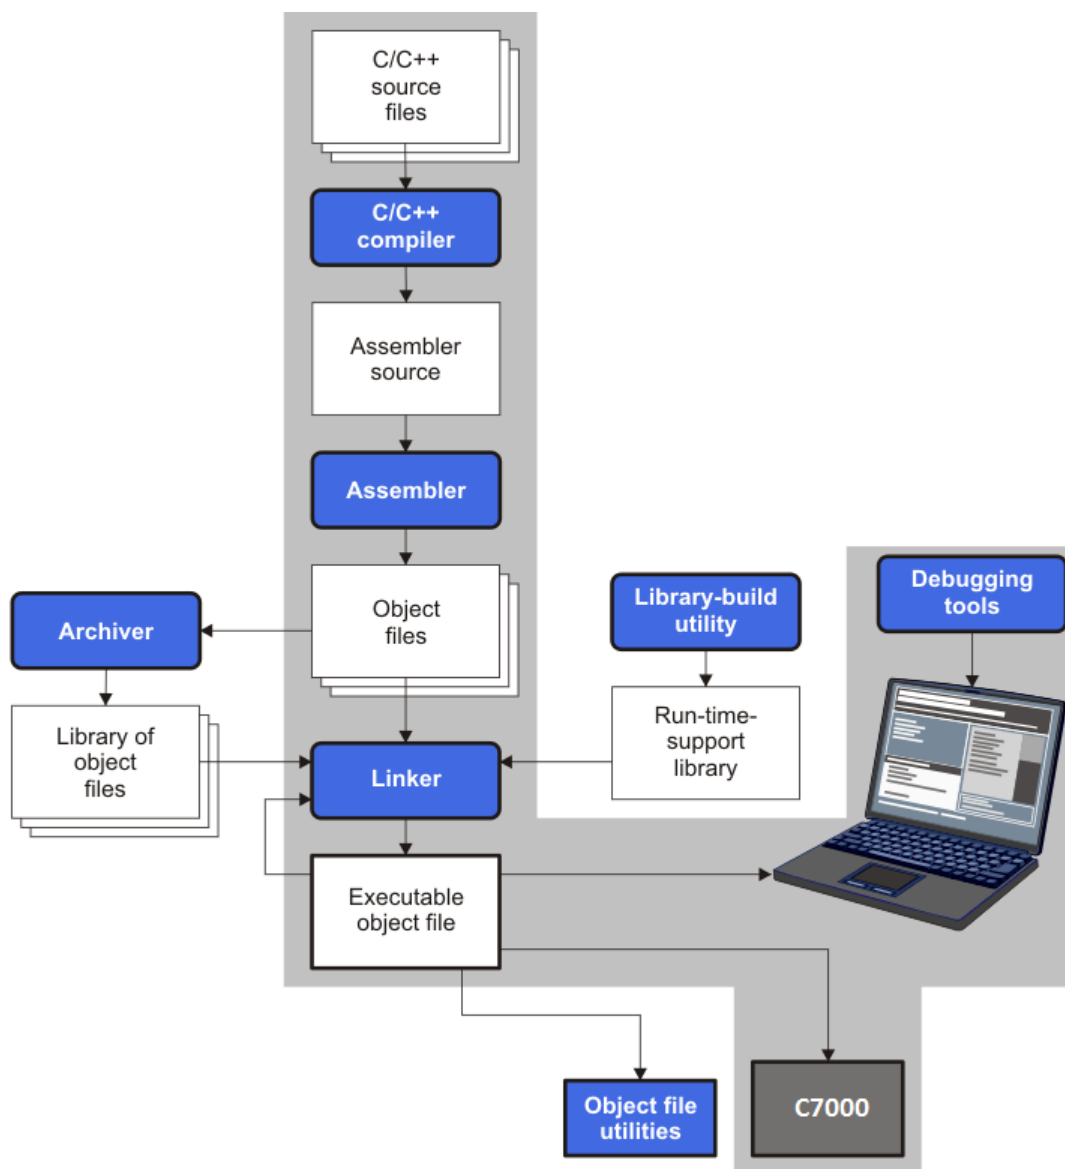 C/C++
source
files
C/C++
compiler
Assembler
source
Assembler
Object
files
Archiver
Library of
object
files
Library-build
utility
Run-time-
support
library
Debugging
tools
Linker
Executable
object file
Object file
utilities
C7000